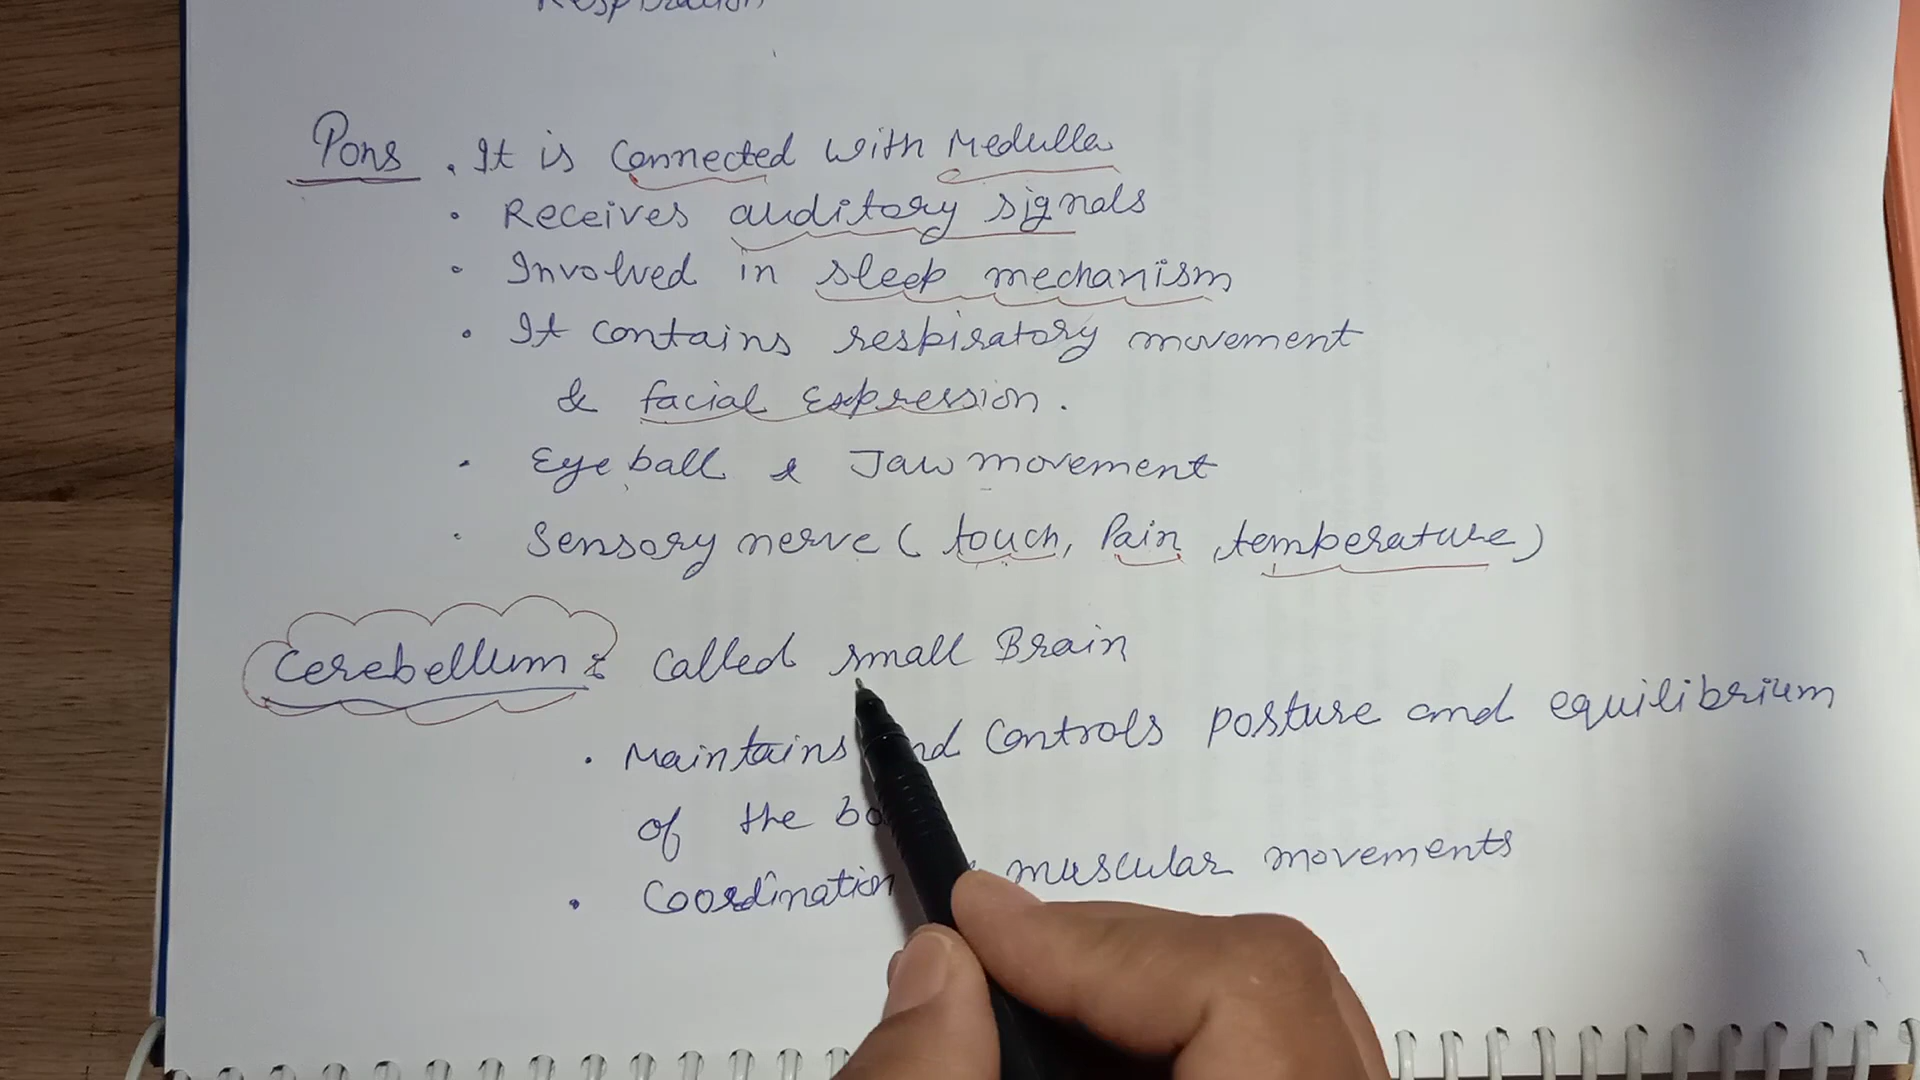 Respiration
Pons . It is Connected with Medulla
• Receives auditory signals
• Involved in sleep mechanism
• It contains respiratory movement
& facial Expression.
• Eye ball & Jaw movement
• Sensory nerve ( touch, Pain, temperature )
Cerebellum : Called small Brain
• Maintains and Controls posture and equilibrium
of the
• Coordination muscular movements